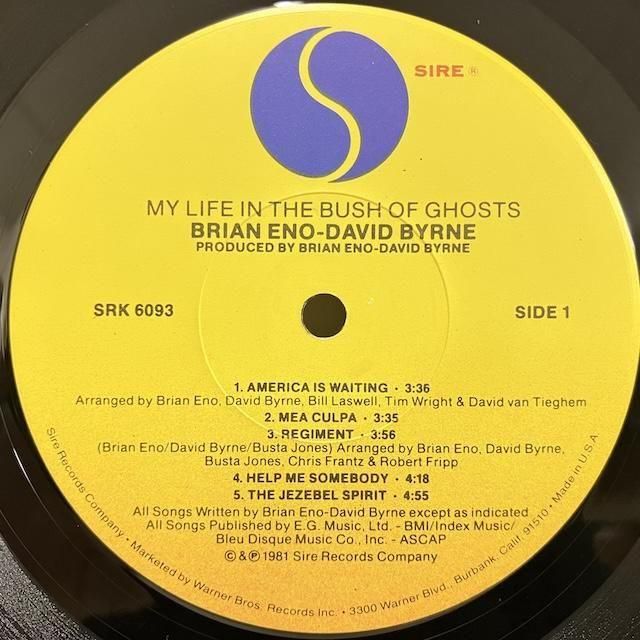 SIRE ®
MY LIFE IN THE BUSH OF GHOSTS
BRIAN ENO-DAVID BYRNE
PRODUCED BY BRIAN ENO-DAVID BYRNE
SRK 6093
SIDE 1
1. AMERICA IS WAITING · 3:36
Arranged by Brian Eno, David Byrne, Bill Laswell, Tim Wright & David van Tieghem
2. MEA CULPA · 3:35
3. REGIMENT · 3:56
(Brian Eno/David Byrne/Busta Jones) Arranged by Brian Eno, David Byrne,
Busta Jones, Chris Frantz & Robert Fripp
4. HELP ME SOMEBODY · 4:18
5. THE JEZEBEL SPIRIT · 4:55
All Songs Written by Brian Eno-David Byrne except as indicated
All Songs Published by E.G. Music, Ltd. - BMI/Index Music/
Bleu Disque Music Co., Inc. - ASCAP
©&℗ 1981 Sire Records Company
Sire Records Company · Marketed by Warner Bros. Records Inc. · 3300 Warner Blvd., Burbank, Calif. 91510 · Made in U.S.A.